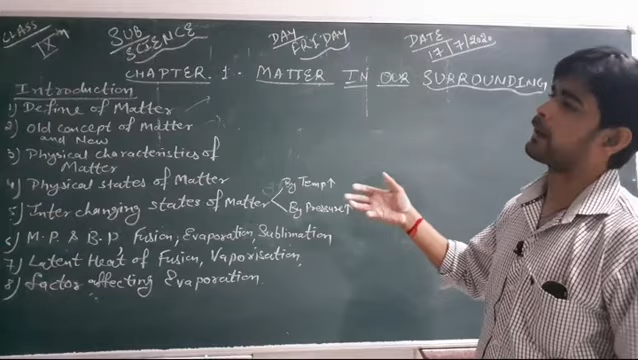 CLASS IXth SUB SCIENCE DAY FRIDAY DATE 17/7/2020
CHAPTER.1. MATTER IN OUR SURROUNDING,
Introduction
1) Define of Matter
2) Old concept of Matter
and New
3) Physical characteristics of
Matter
4) Physical states of Matter
5) Inter changing states of Matter By Temp↑ By Pressure↑
6) M.P. & B.P, Fusion, Evaporation, Sublimation
7) Latent Heat of Fusion, Vaporisation,
8) Factor affecting Evaporation.